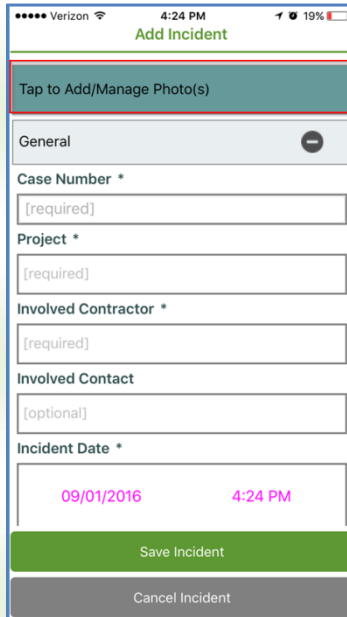 Verizon 4:24 PM 19%
Add Incident
Tap to Add/Manage Photo(s)
General
Case Number *
[required]
Project *
[required]
Involved Contractor *
[required]
Involved Contact
[optional]
Incident Date *
09/01/2016 4:24 PM
Save Incident
Cancel Incident